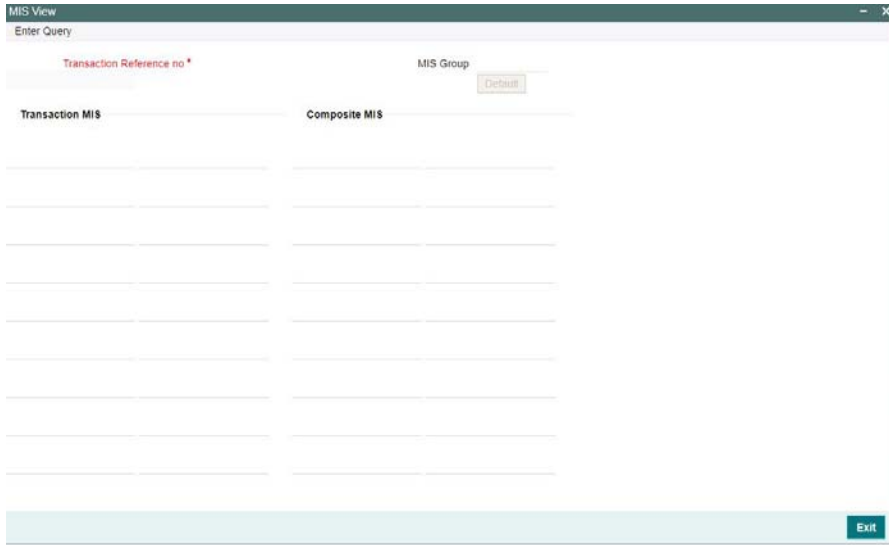 MIS View
Enter Query
Transaction Reference no * MIS Group
Default
Transaction MIS Composite MIS
Exit